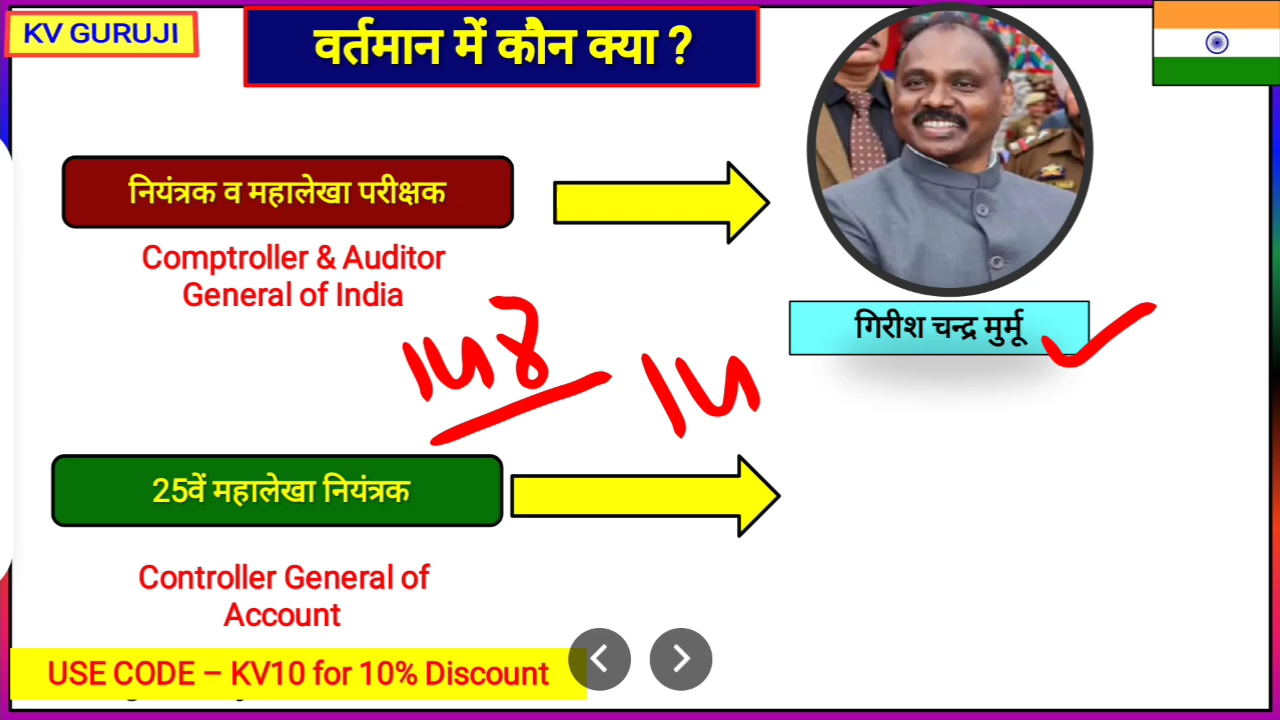 KV GURUJI
वर्तमान में कौन क्या ?
नियंत्रक व महालेखा परीक्षक
Comptroller & Auditor
General of India
गिरीश चन्द्र मुर्मू
148
14
25वें महालेखा नियंत्रक
Controller General of
Account
USE CODE – KV10 for 10% Discount